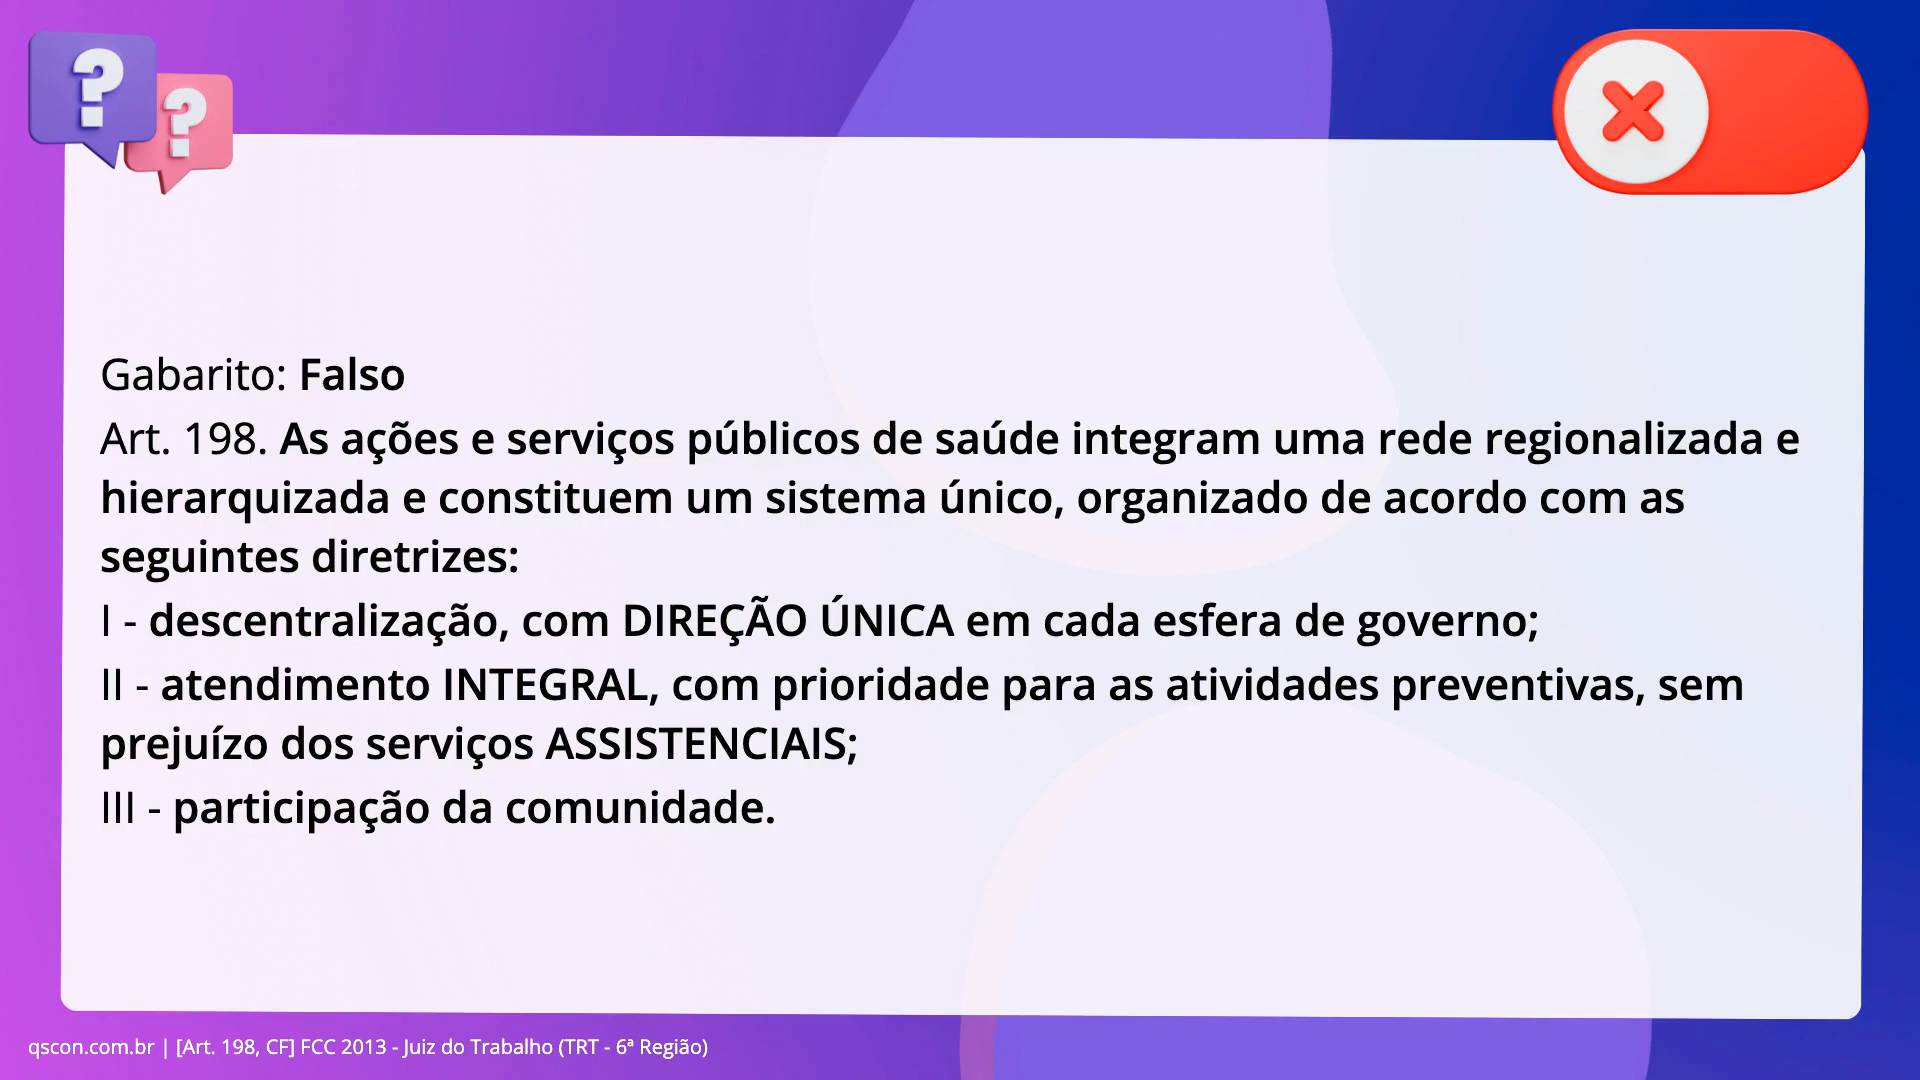 ? ?
Gabarito: Falso
Art. 198. As ações e serviços públicos de saúde integram uma rede regionalizada e
hierarquizada e constituem um sistema único, organizado de acordo com as
seguintes diretrizes:
I - descentralização, com DIREÇÃO ÚNICA em cada esfera de governo;
II - atendimento INTEGRAL, com prioridade para as atividades preventivas, sem
prejuízo dos serviços ASSISTENCIAIS;
III - participação da comunidade.
qscon.com.br | [Art. 198, CF] FCC 2013 - Juiz do Trabalho (TRT - 6ª Região)